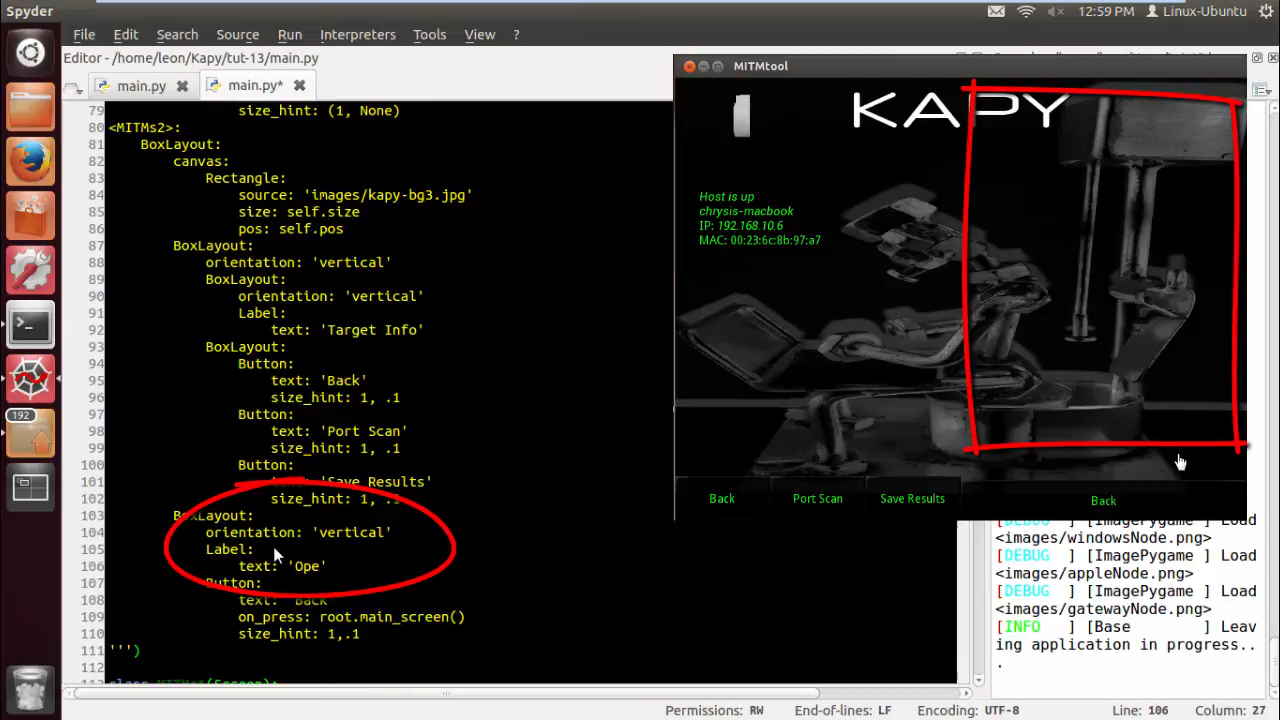 Spyder
12:59 PM
Linux-Ubuntu
File Edit Search Source Run Interpreters Tools View ?
Editor - /home/leon/Kapy/tut-13/main.py
main.py
main.py*
79 size_hint: (1, None)
80 <MITMs2>:
81 BoxLayout:
82 canvas:
83 Rectangle:
84 source: 'images/kapy-bg3.jpg'
85 size: self.size
86 pos: self.pos
87 BoxLayout:
88 orientation: 'vertical'
89 BoxLayout:
90 orientation: 'vertical'
91 Label:
92 text: 'Target Info'
93 BoxLayout:
94 Button:
95 text: 'Back'
96 size_hint: 1, .1
97 Button:
98 text: 'Port Scan'
99 size_hint: 1, .1
100 Button:
101 text: 'Save Results'
102 size_hint: 1, .1
103 BoxLayout:
104 orientation: 'vertical'
105 Label:
106 text: 'Ope'
107 Button:
108 text: 'Back'
109 on_press: root.main_screen()
110 size_hint: 1,.1
111 ''')
112
192
MITMtool
KAPY
Host is up
chrysis-macbook
IP: 192.168.10.6
MAC: 00:23:6c:8b:97:a7
Back
Port Scan
Save Results
Back
[DEBUG ] [ImagePygame ] Load
<images/windowsNode.png>
[DEBUG ] [ImagePygame ] Load
<images/appleNode.png>
[DEBUG ] [ImagePygame ] Load
<images/gatewayNode.png>
[INFO ] [Base ] Leav
ing application in progress..
.
Permissions: RW
End-of-lines: LF
Encoding: UTF-8
Line: 106
Column: 27